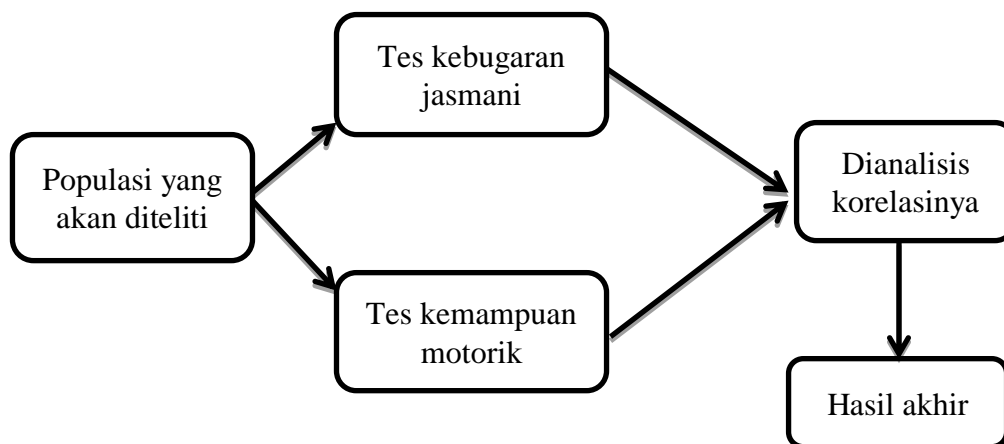 Tes kebugaran
jasmani
Populasi yang
akan diteliti
Dianalisis
korelasinya
Tes kemampuan
motorik
Hasil akhir